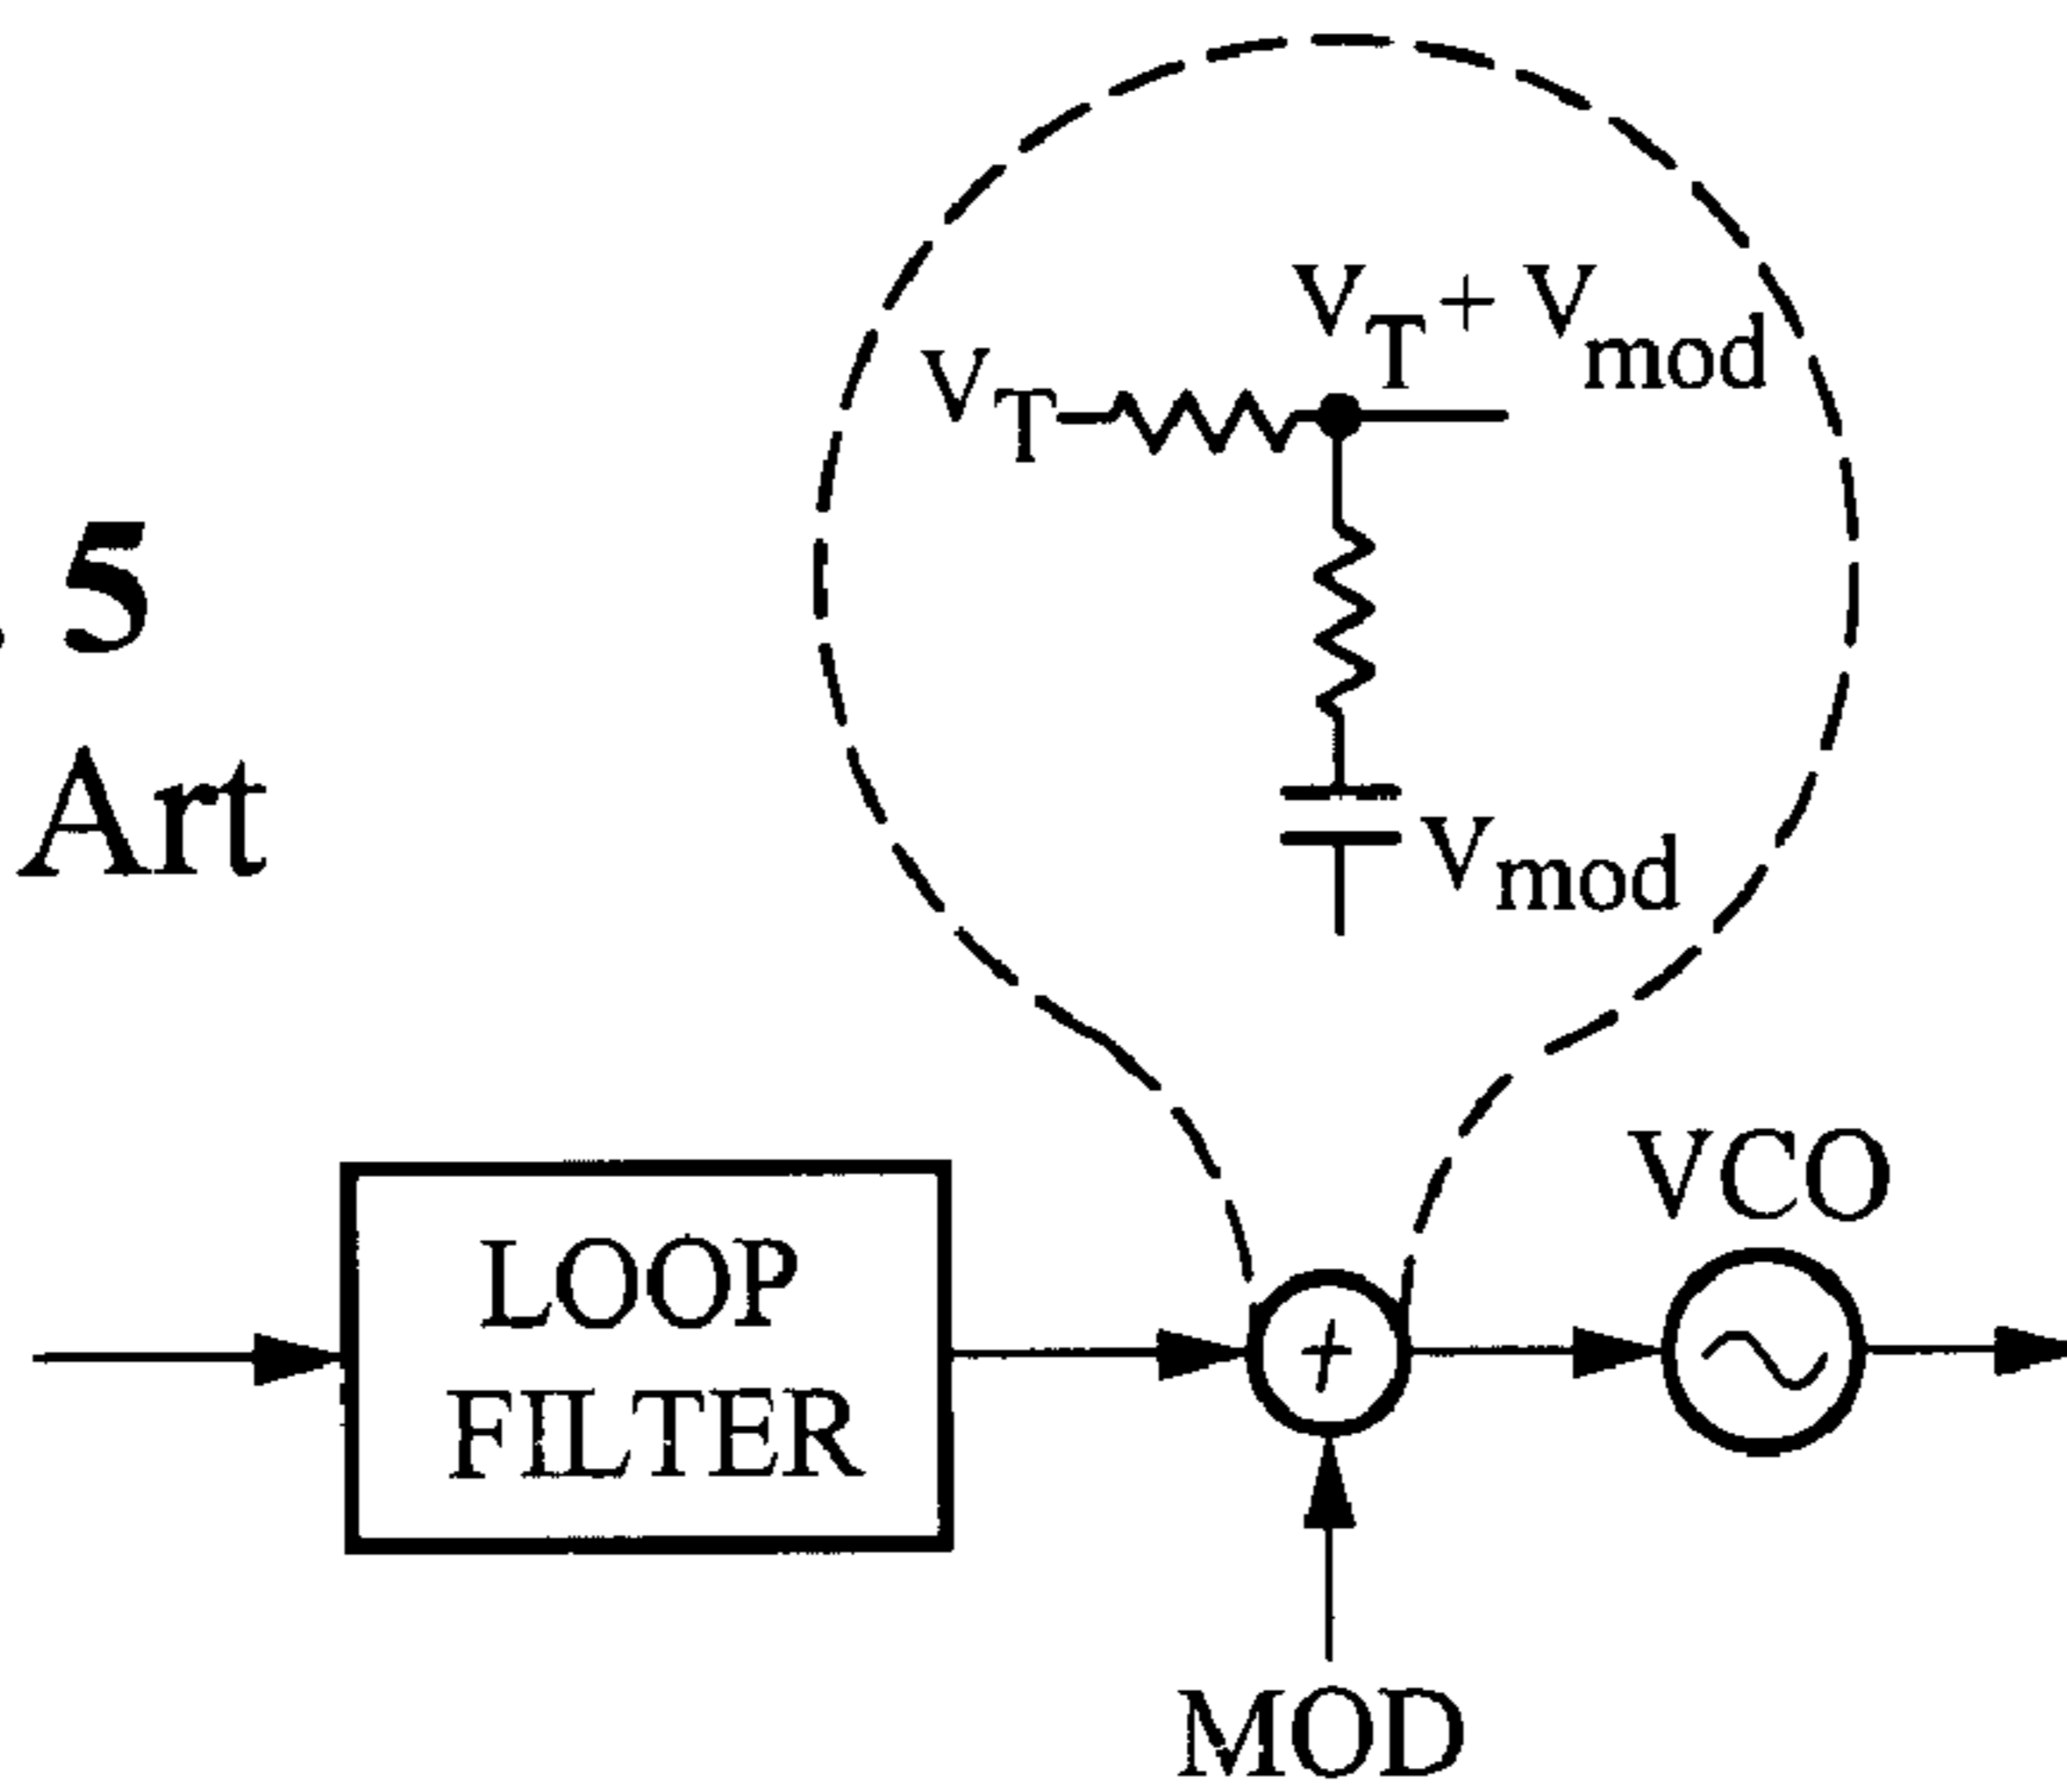 V_T + V_mod
V_T
5
Art
V_mod
VCO
LOOP
FILTER
+
MOD